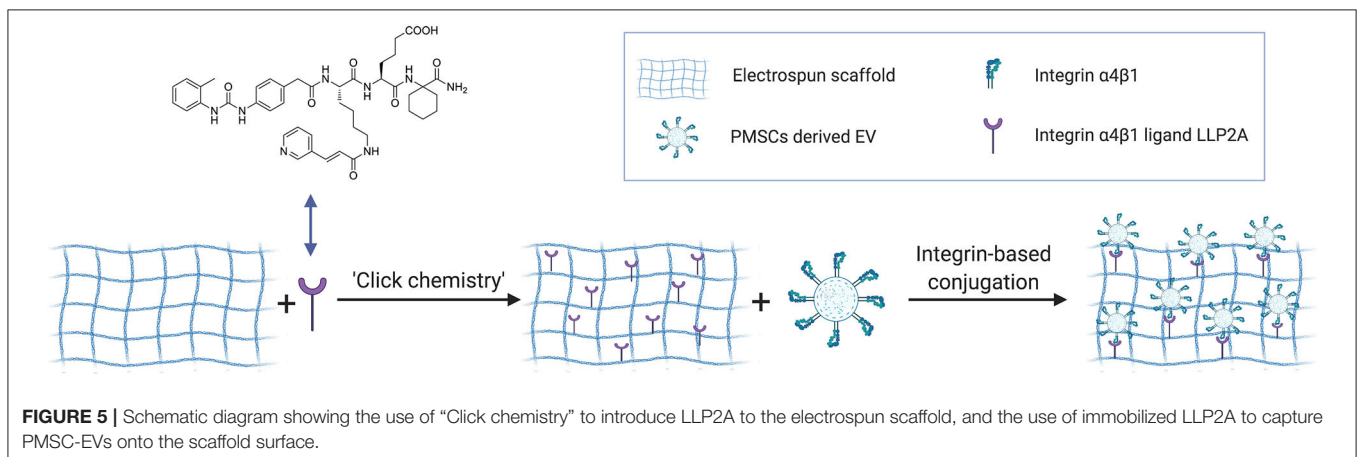 COOH
H
N
O
O
H
N
O
N
H
O
NH₂
O
N
H
N
H
O
N
H
N
NH
O
Electrospun scaffold
Integrin α4β1
PMSCs derived EV
Integrin α4β1 ligand LLP2A
+
'Click chemistry'
+
Integrin-based
conjugation
FIGURE 5 | Schematic diagram showing the use of “Click chemistry” to introduce LLP2A to the electrospun scaffold, and the use of immobilized LLP2A to capture
PMSC-EVs onto the scaffold surface.